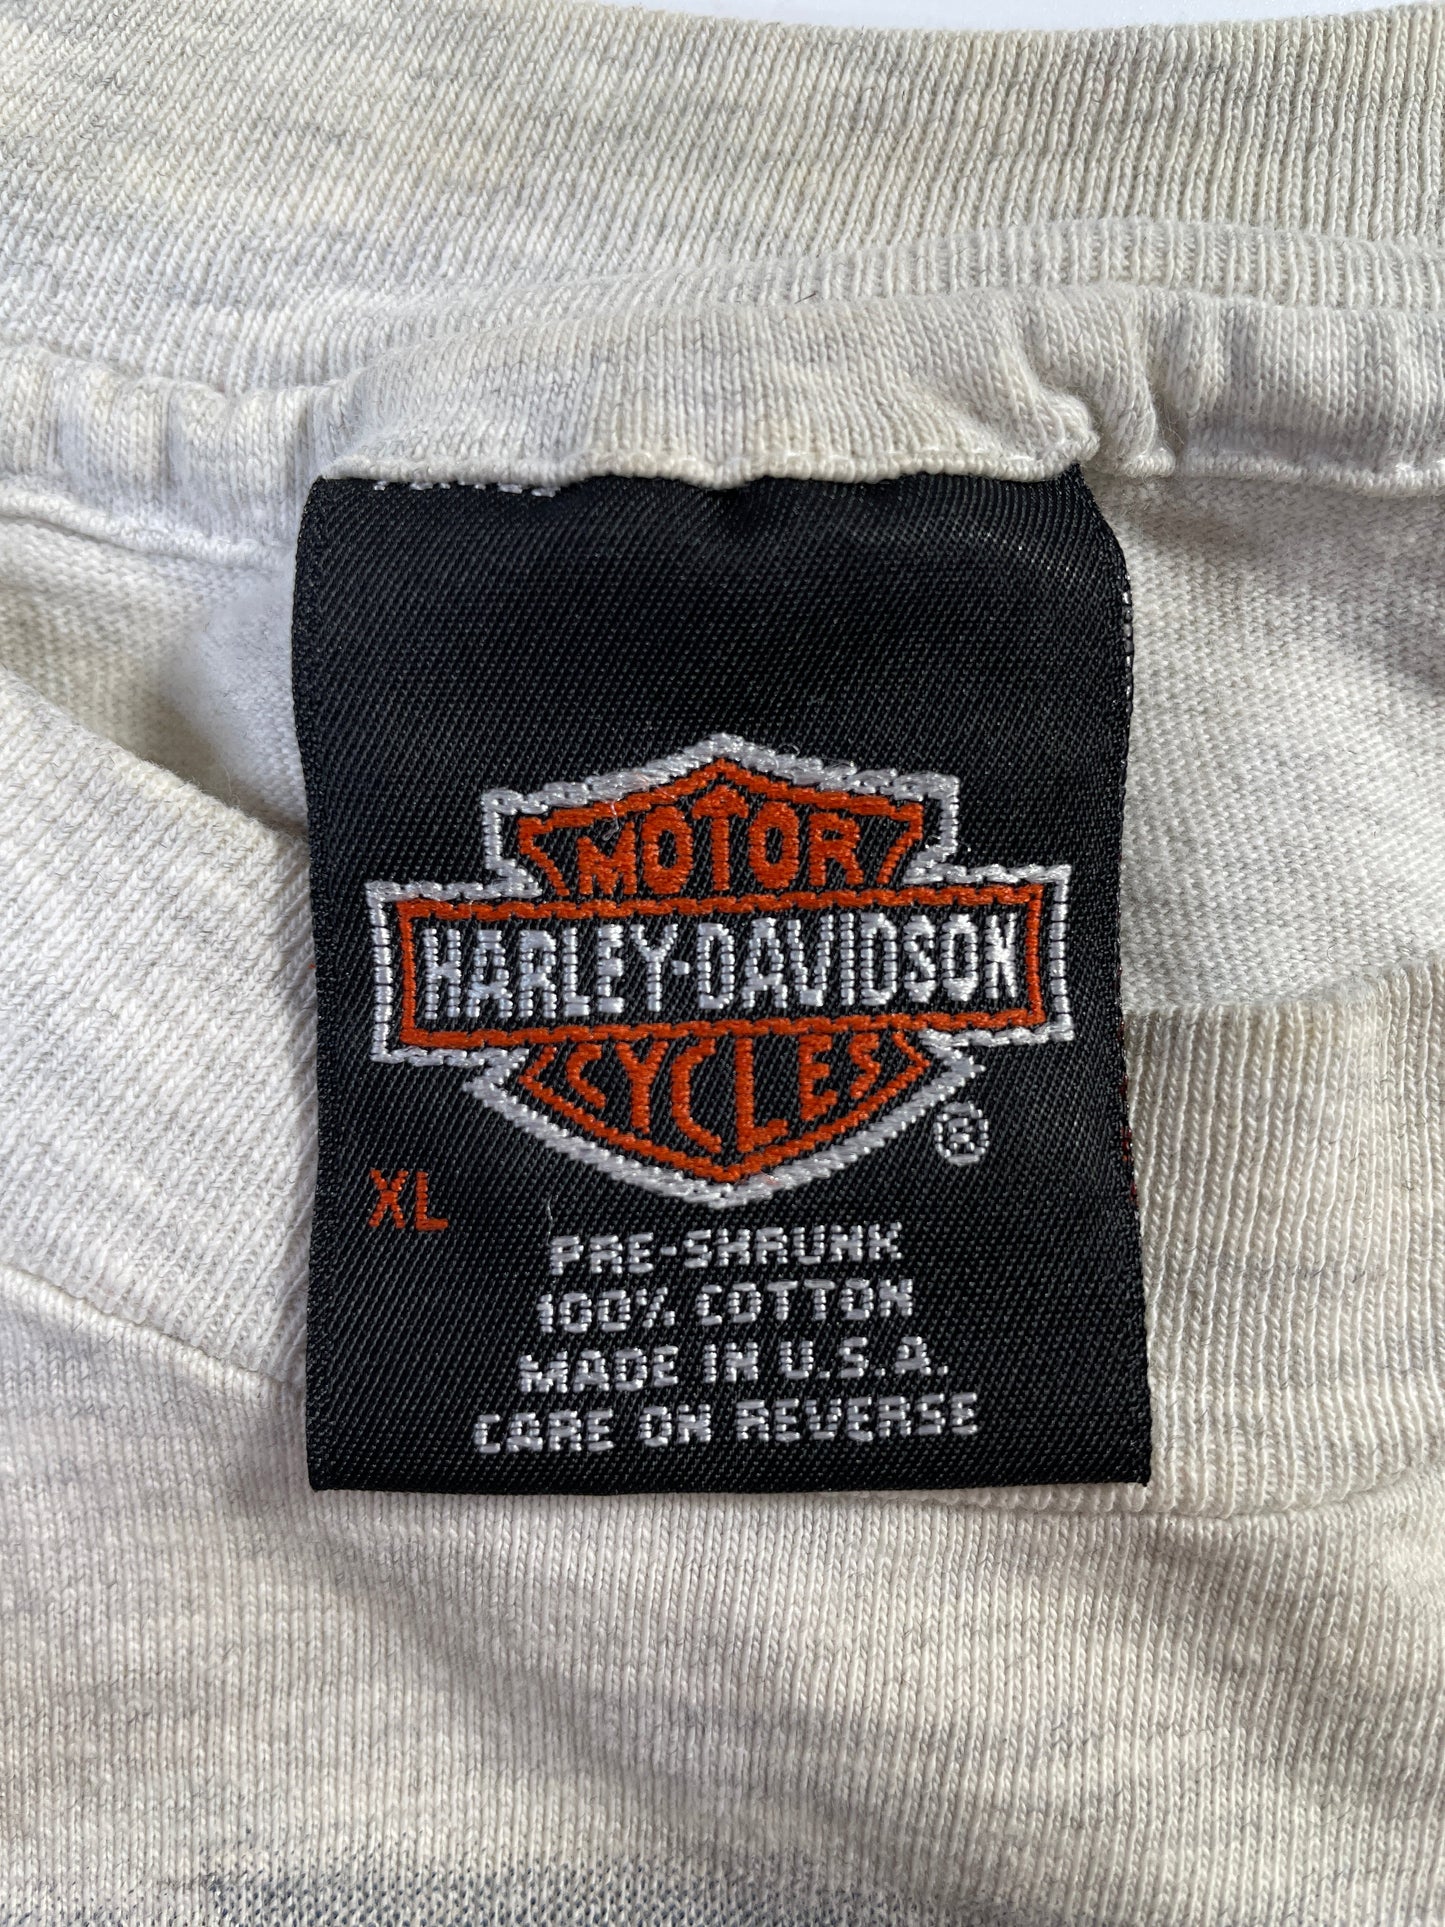 MOTOR
HARLEY-DAVIDSON
CYCLES
®
XL
PRE-SHRUNK
100% COTTON
MADE IN U.S.A.
CARE ON REVERSE